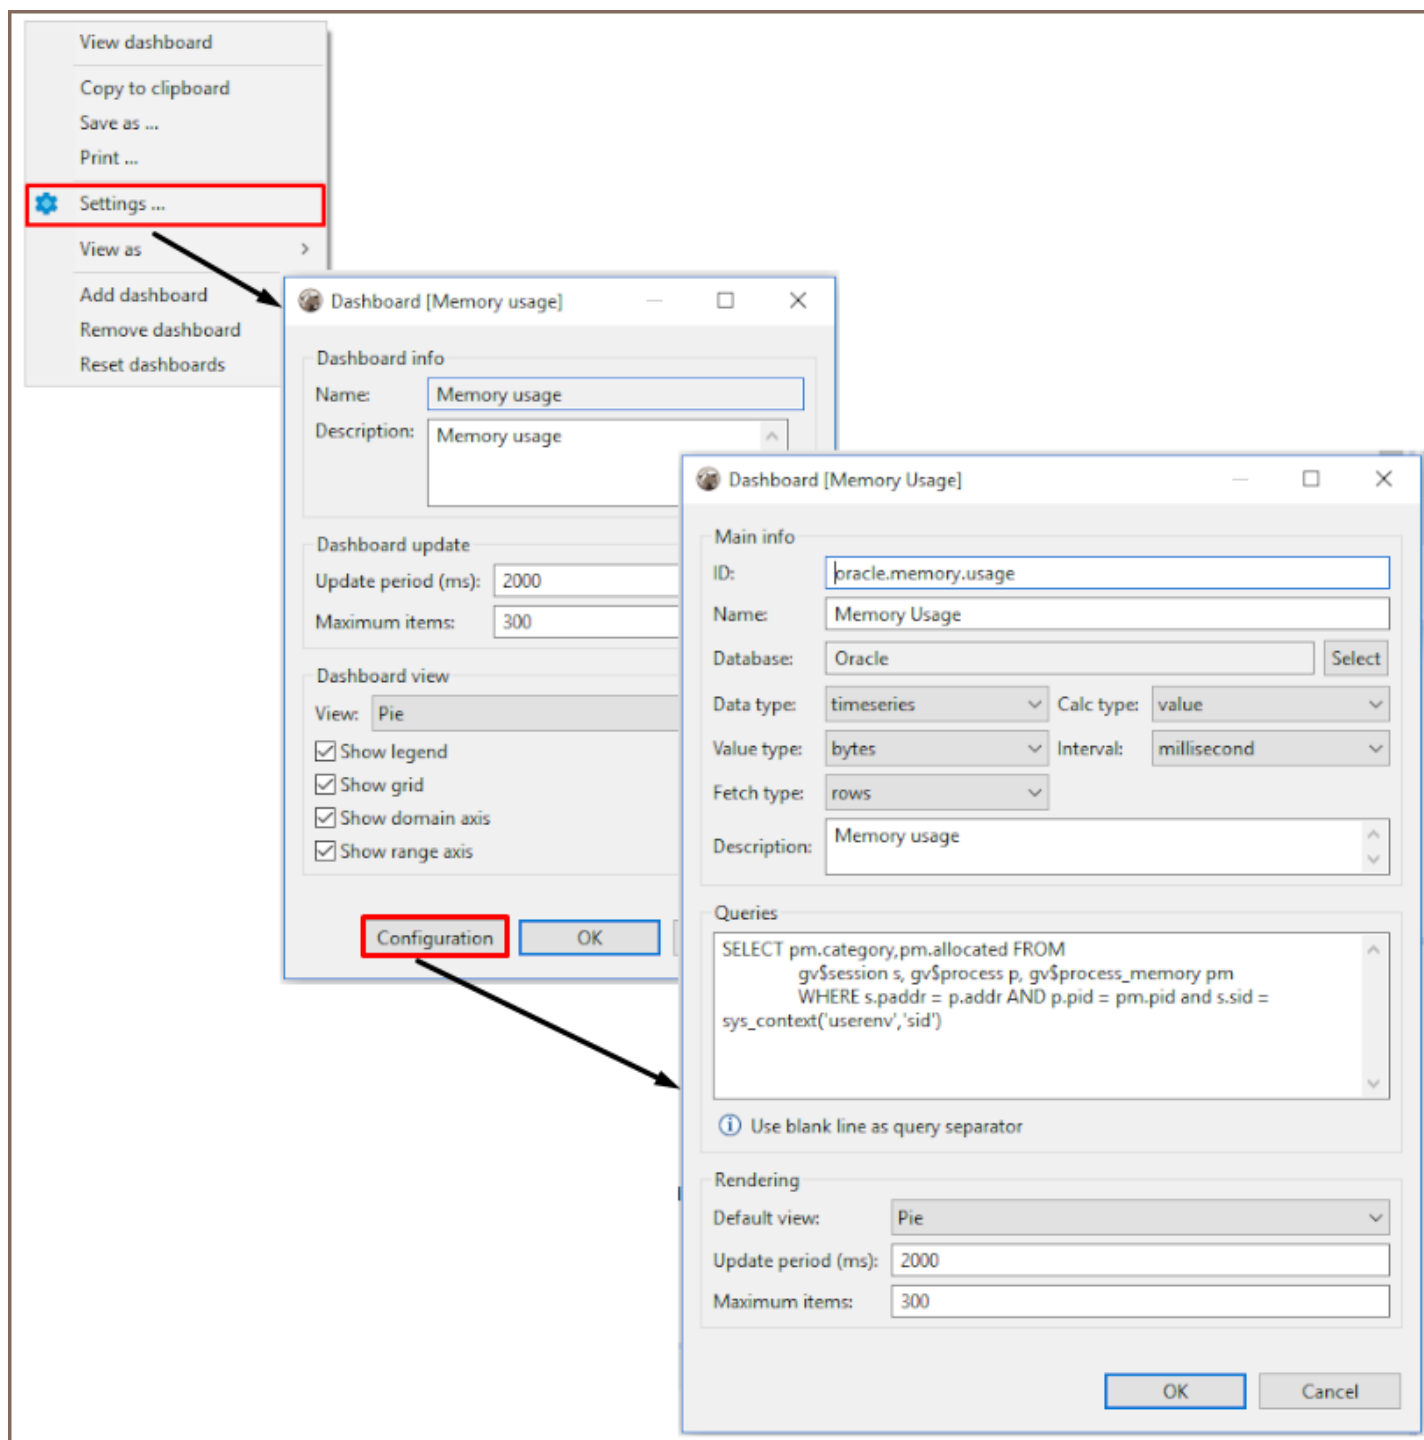 View dashboard
Copy to clipboard
Save as ...
Print ...
Settings ...
View as
Add dashboard
Remove dashboard
Reset dashboards
Dashboard [Memory usage]
Dashboard info
Name: Memory usage
Description: Memory usage
Dashboard update
Update period (ms): 2000
Maximum items: 300
Dashboard view
View: Pie
Show legend
Show grid
Show domain axis
Show range axis
Configuration OK
Dashboard [Memory Usage]
Main info
ID: oracle.memory.usage
Name: Memory Usage
Database: Oracle Select
Data type: timeseries Calc type: value
Value type: bytes Interval: millisecond
Fetch type: rows
Description: Memory usage
Queries
SELECT pm.category,pm.allocated FROM
gv$session s, gv$process p, gv$process_memory pm
WHERE s.paddr = p.addr AND p.pid = pm.pid and s.sid =
sys_context('userenv','sid')
Use blank line as query separator
Rendering
Default view: Pie
Update period (ms): 2000
Maximum items: 300
OK Cancel